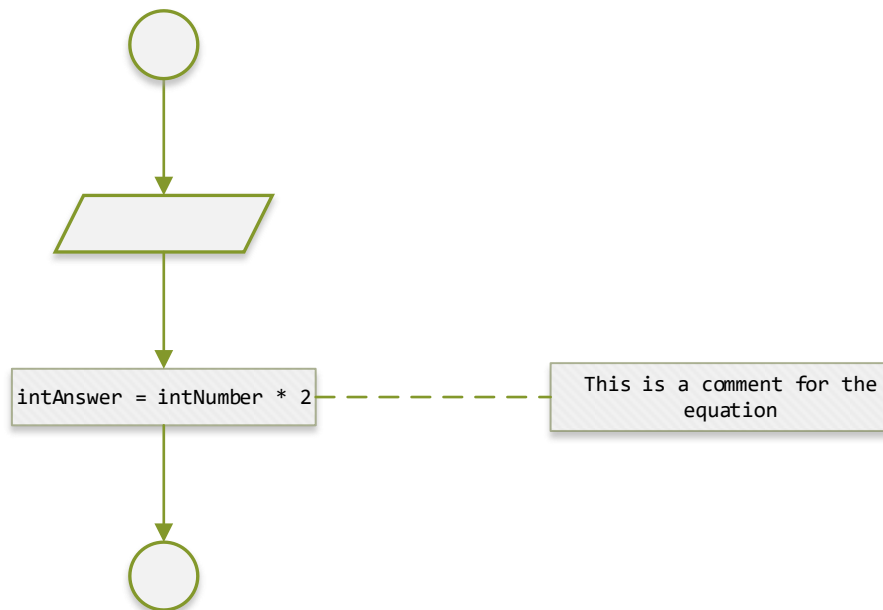 intAnswer = intNumber * 2
This is a comment for the
equation